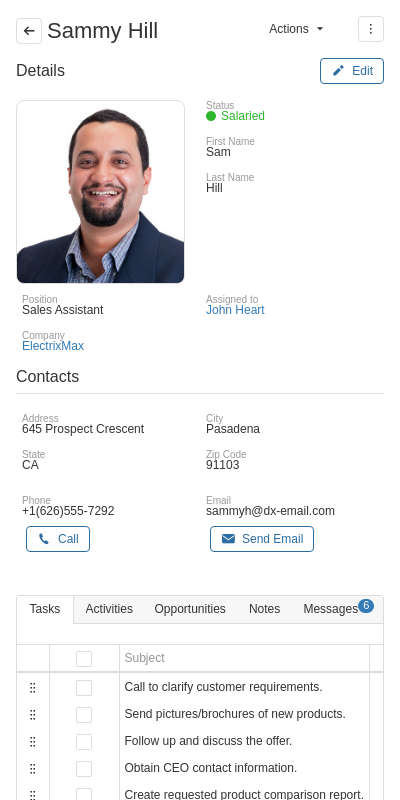 Sammy Hill
Actions
Details
Edit
Status
Salaried
First Name
Sam
Last Name
Hill
Position
Sales Assistant
Assigned to
John Heart
Company
ElectrixMax
Contacts
Address
645 Prospect Crescent
City
Pasadena
State
CA
Zip Code
91103
Phone
+1(626)555-7292
Email
sammyh@dx-email.com
Call
Send Email
Tasks Activities Opportunities Notes Messages 6
Subject
Call to clarify customer requirements.
Send pictures/brochures of new products.
Follow up and discuss the offer.
Obtain CEO contact information.
Create requested product comparison report.